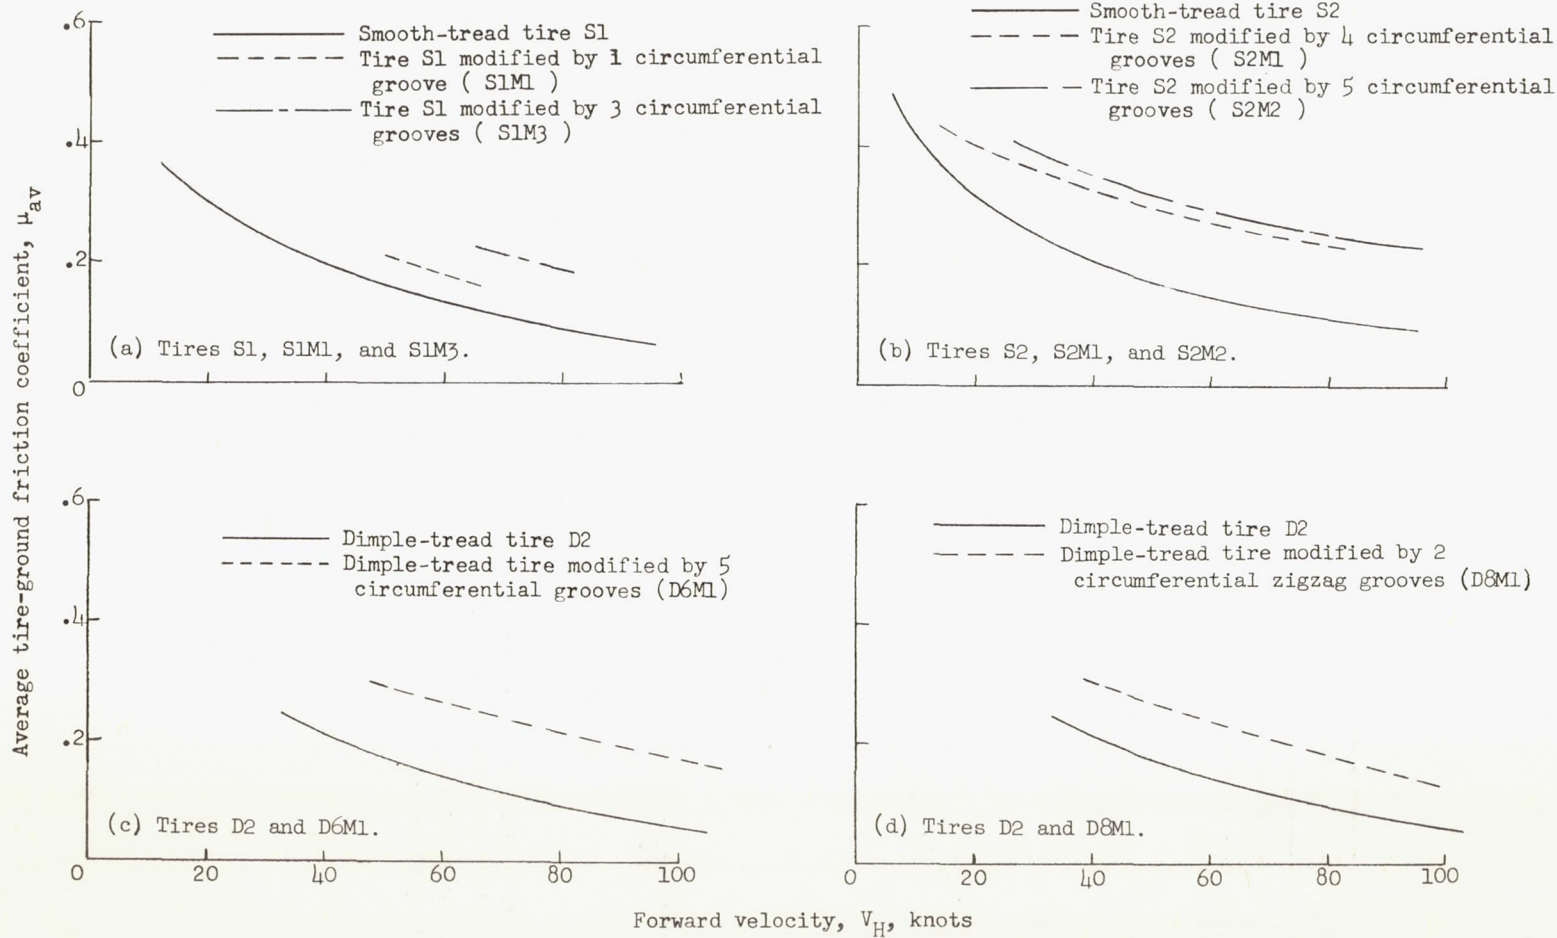 Average tire-ground friction coefficient, μav
.6
.4
.2
0
Smooth-tread tire S1
Tire S1 modified by 1 circumferential
groove ( S1M1 )
Tire S1 modified by 3 circumferential
grooves ( S1M3 )
(a) Tires S1, S1M1, and S1M3.
Smooth-tread tire S2
Tire S2 modified by 4 circumferential
grooves ( S2M1 )
Tire S2 modified by 5 circumferential
grooves ( S2M2 )
(b) Tires S2, S2M1, and S2M2.
.6
.4
.2
Dimple-tread tire D2
Dimple-tread tire modified by 5
circumferential grooves (D6M1)
(c) Tires D2 and D6M1.
0 20 40 60 80 100
Dimple-tread tire D2
Dimple-tread tire modified by 2
circumferential zigzag grooves (D8M1)
(d) Tires D2 and D8M1.
0 20 40 60 80 100
Forward velocity, VH, knots